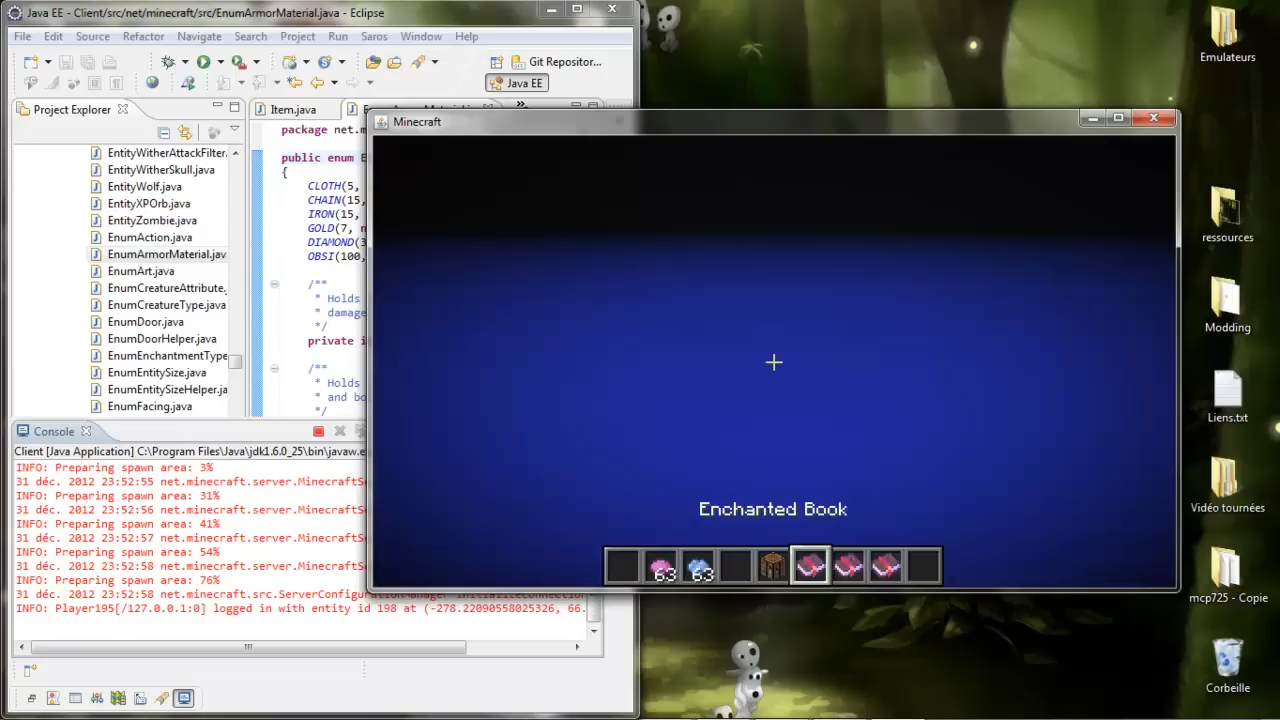 Java EE - Client/src/net/minecraft/src/EnumArmorMaterial.java - Eclipse
File Edit Source Refactor Navigate Search Project Run Saros Window Help
Git Repositor...
Java EE
Project Explorer
Item.java
EntityWitherAttackFilter.
EntityWitherSkull.java
EntityWolf.java
EntityXPOrb.java
EntityZombie.java
EnumAction.java
EnumArmorMaterial.jav
EnumArt.java
EnumCreatureAttribute.
EnumCreatureType.java
EnumDoor.java
EnumDoorHelper.java
EnumEnchantmentType
EnumEntitySize.java
EnumEntitySizeHelper.ja
EnumFacing.java
package net.m
public enum E
{
CLOTH(5,
CHAIN(15,
IRON(15,
GOLD(7, n
DIAMOND(3
OBSI(100,
/**
* Holds
* damage
*/
private i
/**
* Holds
* and bo
*/
Console
Client [Java Application] C:\Program Files\Java\jdk1.6.0_25\bin\javaw.e
INFO: Preparing spawn area: 3%
31 déc. 2012 23:52:55 net.minecraft.server.MinecraftSe
INFO: Preparing spawn area: 31%
31 déc. 2012 23:52:56 net.minecraft.server.MinecraftSe
INFO: Preparing spawn area: 41%
31 déc. 2012 23:52:57 net.minecraft.server.MinecraftSe
INFO: Preparing spawn area: 54%
31 déc. 2012 23:52:58 net.minecraft.server.MinecraftSe
INFO: Preparing spawn area: 76%
31 déc. 2012 23:52:58 net.minecraft.src.ServerConfigurationManager initializeConnection
INFO: Player195[/127.0.0.1:0] logged in with entity id 198 at (-278.22090558025326, 66.
Minecraft
Enchanted Book
63
63
Emulateurs
ressources
Modding
Liens.txt
Vidéo tournées
mcp725 - Copie
Corbeille